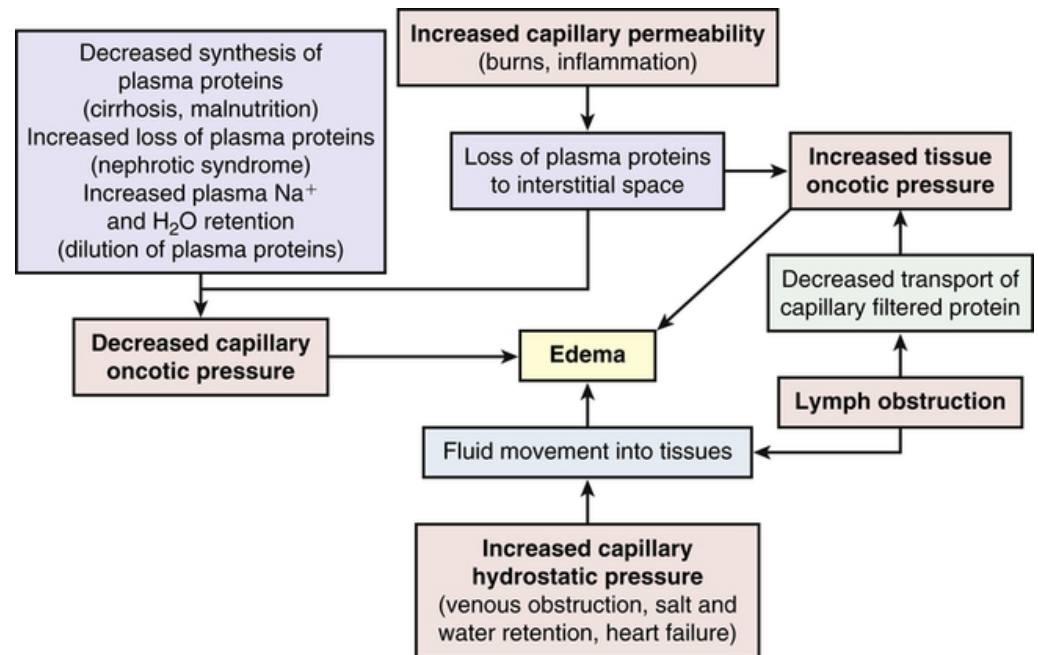 Decreased synthesis of
plasma proteins
(cirrhosis, malnutrition)
Increased loss of plasma proteins
(nephrotic syndrome)
Increased plasma Na⁺
and H₂O retention
(dilution of plasma proteins)
Increased capillary permeability
(burns, inflammation)
Loss of plasma proteins
to interstitial space
Increased tissue
oncotic pressure
Decreased transport of
capillary filtered protein
Decreased capillary
oncotic pressure
Edema
Lymph obstruction
Fluid movement into tissues
Increased capillary
hydrostatic pressure
(venous obstruction, salt and
water retention, heart failure)